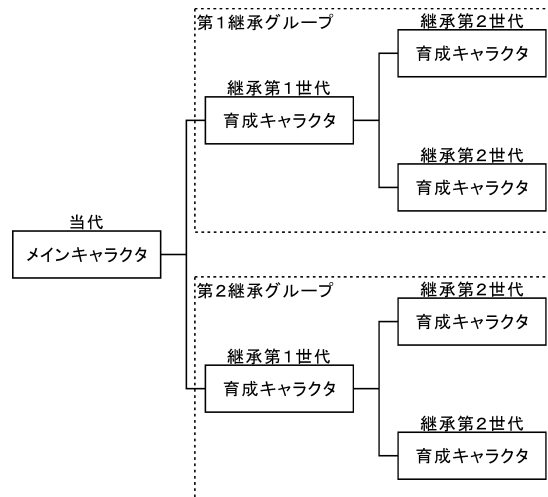 第１継承グループ
継承第２世代
育成キャラクタ
継承第１世代
育成キャラクタ
継承第２世代
育成キャラクタ
当代
メインキャラクタ
第２継承グループ
継承第２世代
育成キャラクタ
継承第１世代
育成キャラクタ
継承第２世代
育成キャラクタ